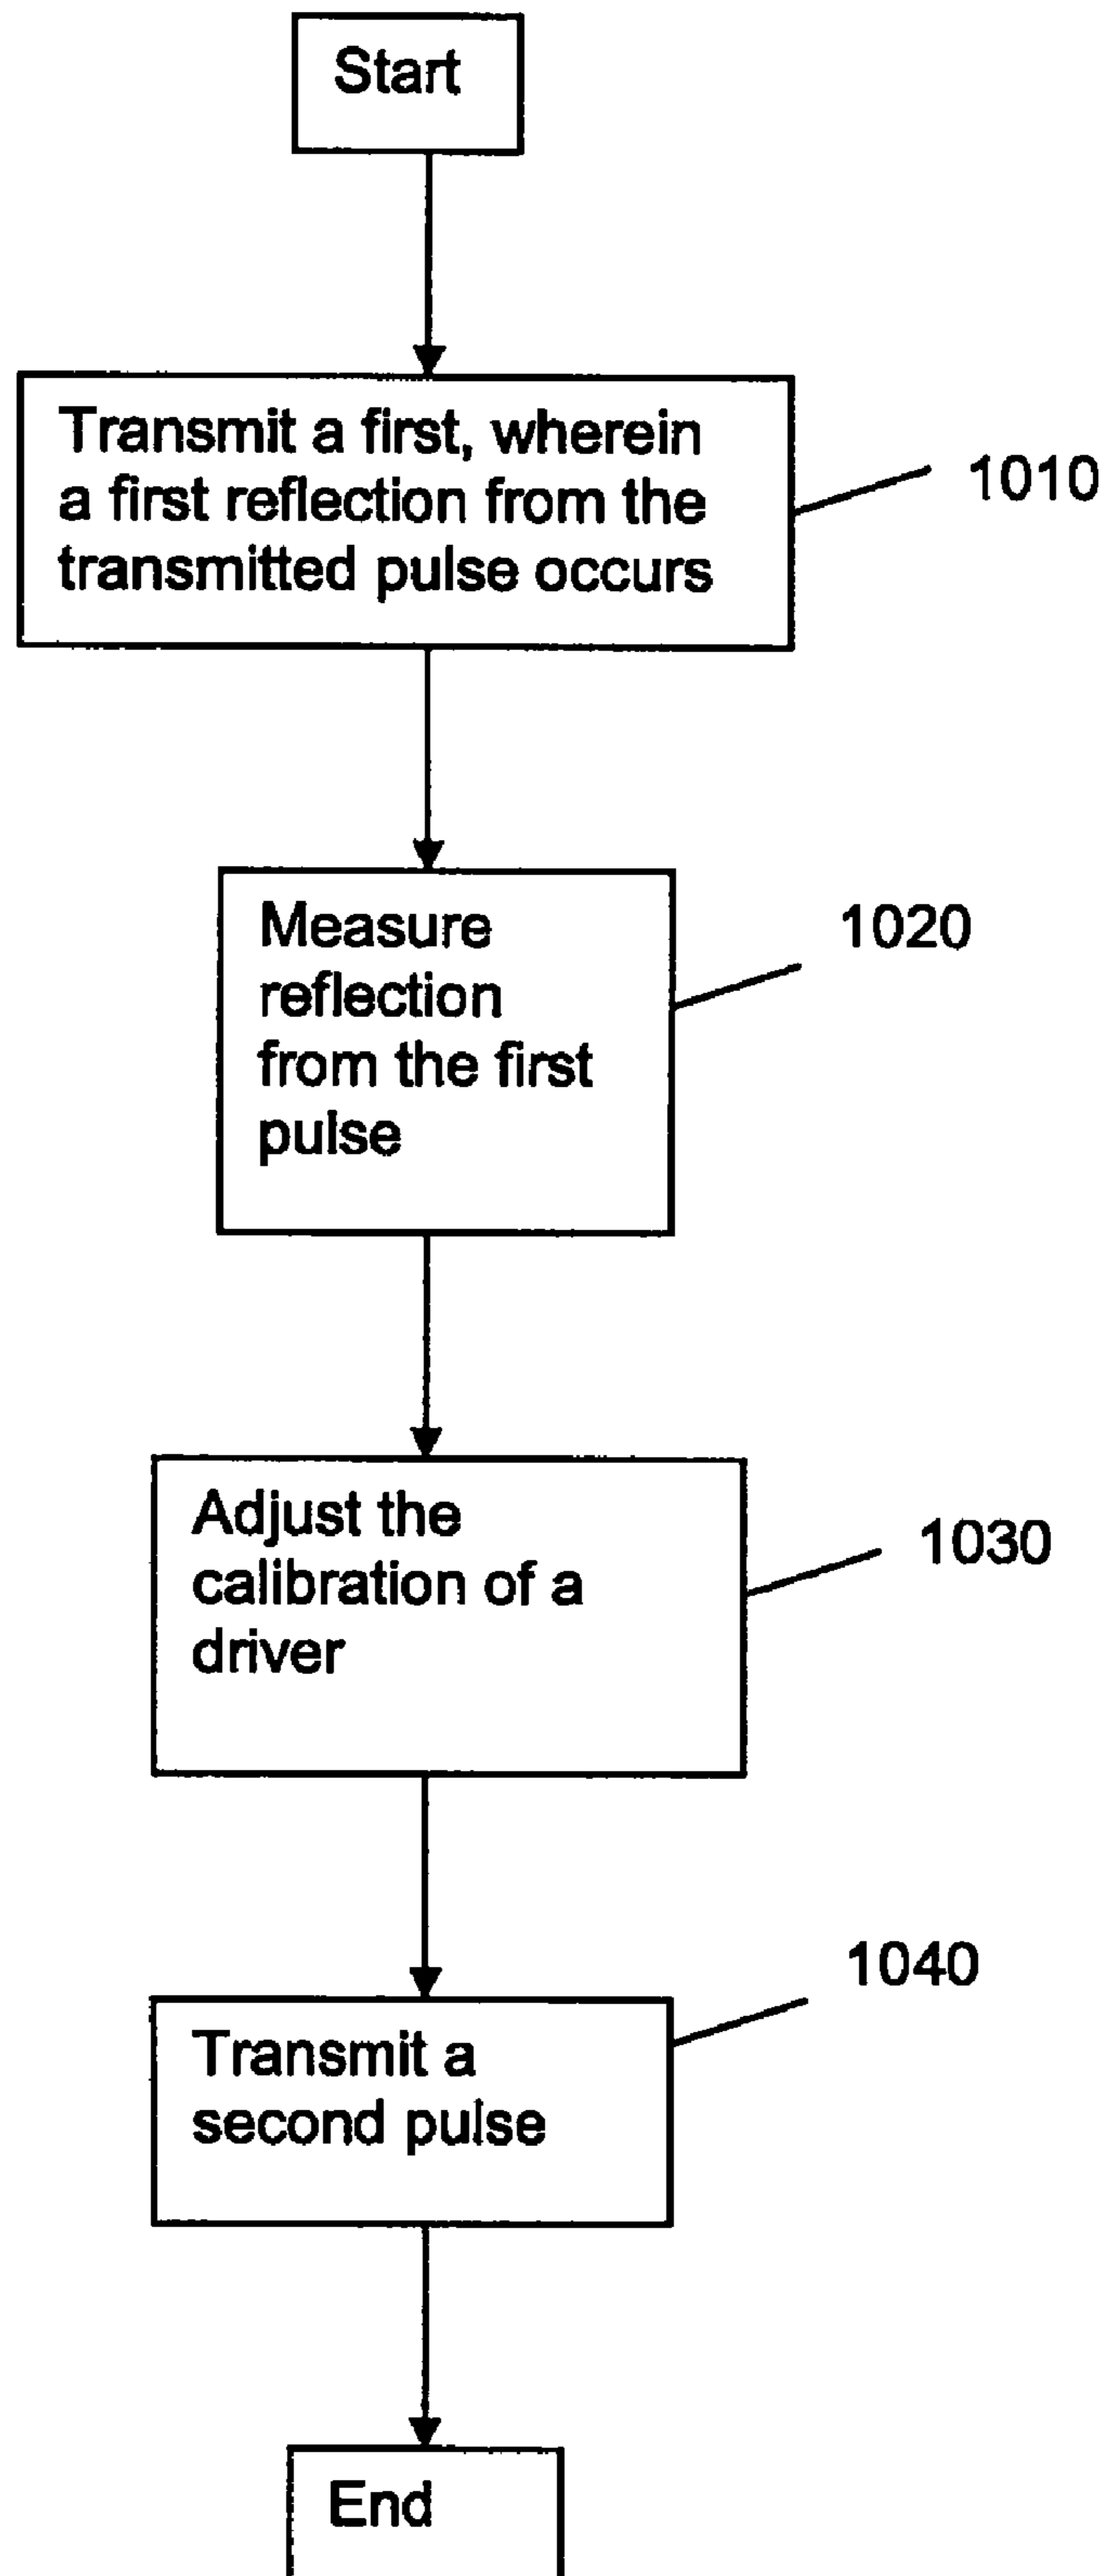 Start
Transmit a first, wherein
a first reflection from the
transmitted pulse occurs
1010
Measure
reflection
from the first
pulse
1020
Adjust the
calibration of a
driver
1030
Transmit a
second pulse
1040
End